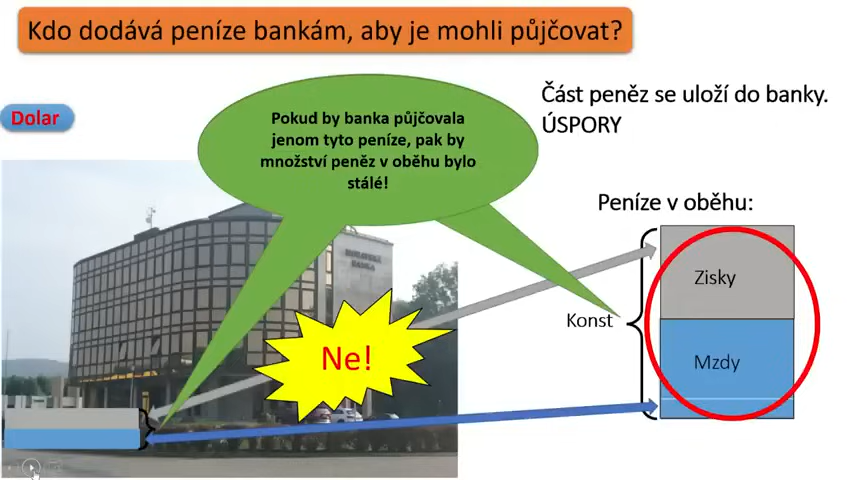 Kdo dodává peníze bankám, aby je mohli půjčovat?
Dolar
Pokud by banka půjčovala
jenom tyto peníze, pak by
množství peněz v oběhu bylo
stálé!
Část peněz se uloží do banky.
ÚSPORY
Peníze v oběhu:
Zisky
Konst
Mzdy
Ne!
BANKA